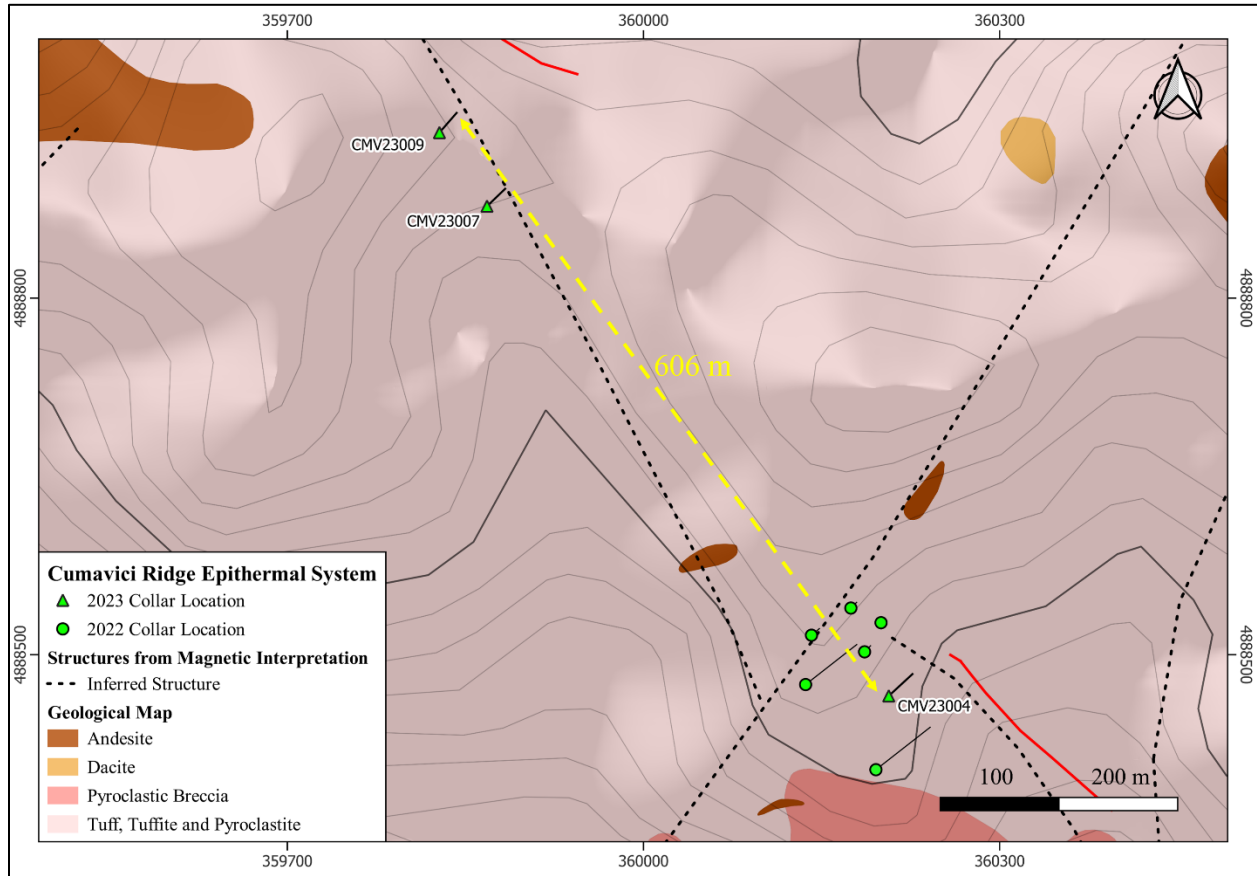 359700 360000 360300
CMV23009
CMV23007
4888800 4888800
606 m
4888500 4888500
CMV23004
Cumavici Ridge Epithermal System
2023 Collar Location
2022 Collar Location
Structures from Magnetic Interpretation
Inferred Structure
Geological Map
Andesite
Dacite
Pyroclastic Breccia
Tuff, Tuffite and Pyroclastite
100 200 m
359700 360000 360300